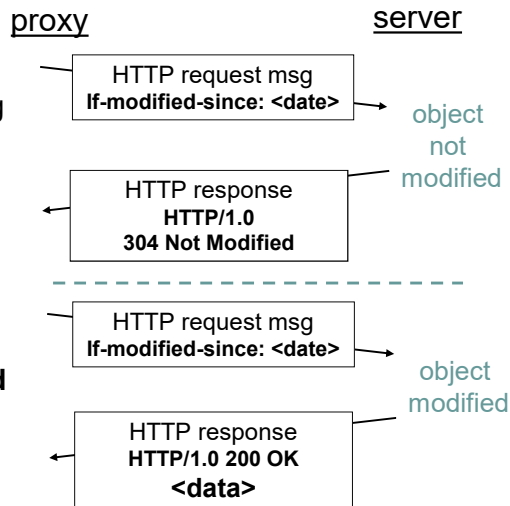 proxy
server
HTTP request msg
If-modified-since: <date>
object
not
modified
HTTP response
HTTP/1.0
304 Not Modified
HTTP request msg
If-modified-since: <date>
object
modified
HTTP response
HTTP/1.0 200 OK
<data>